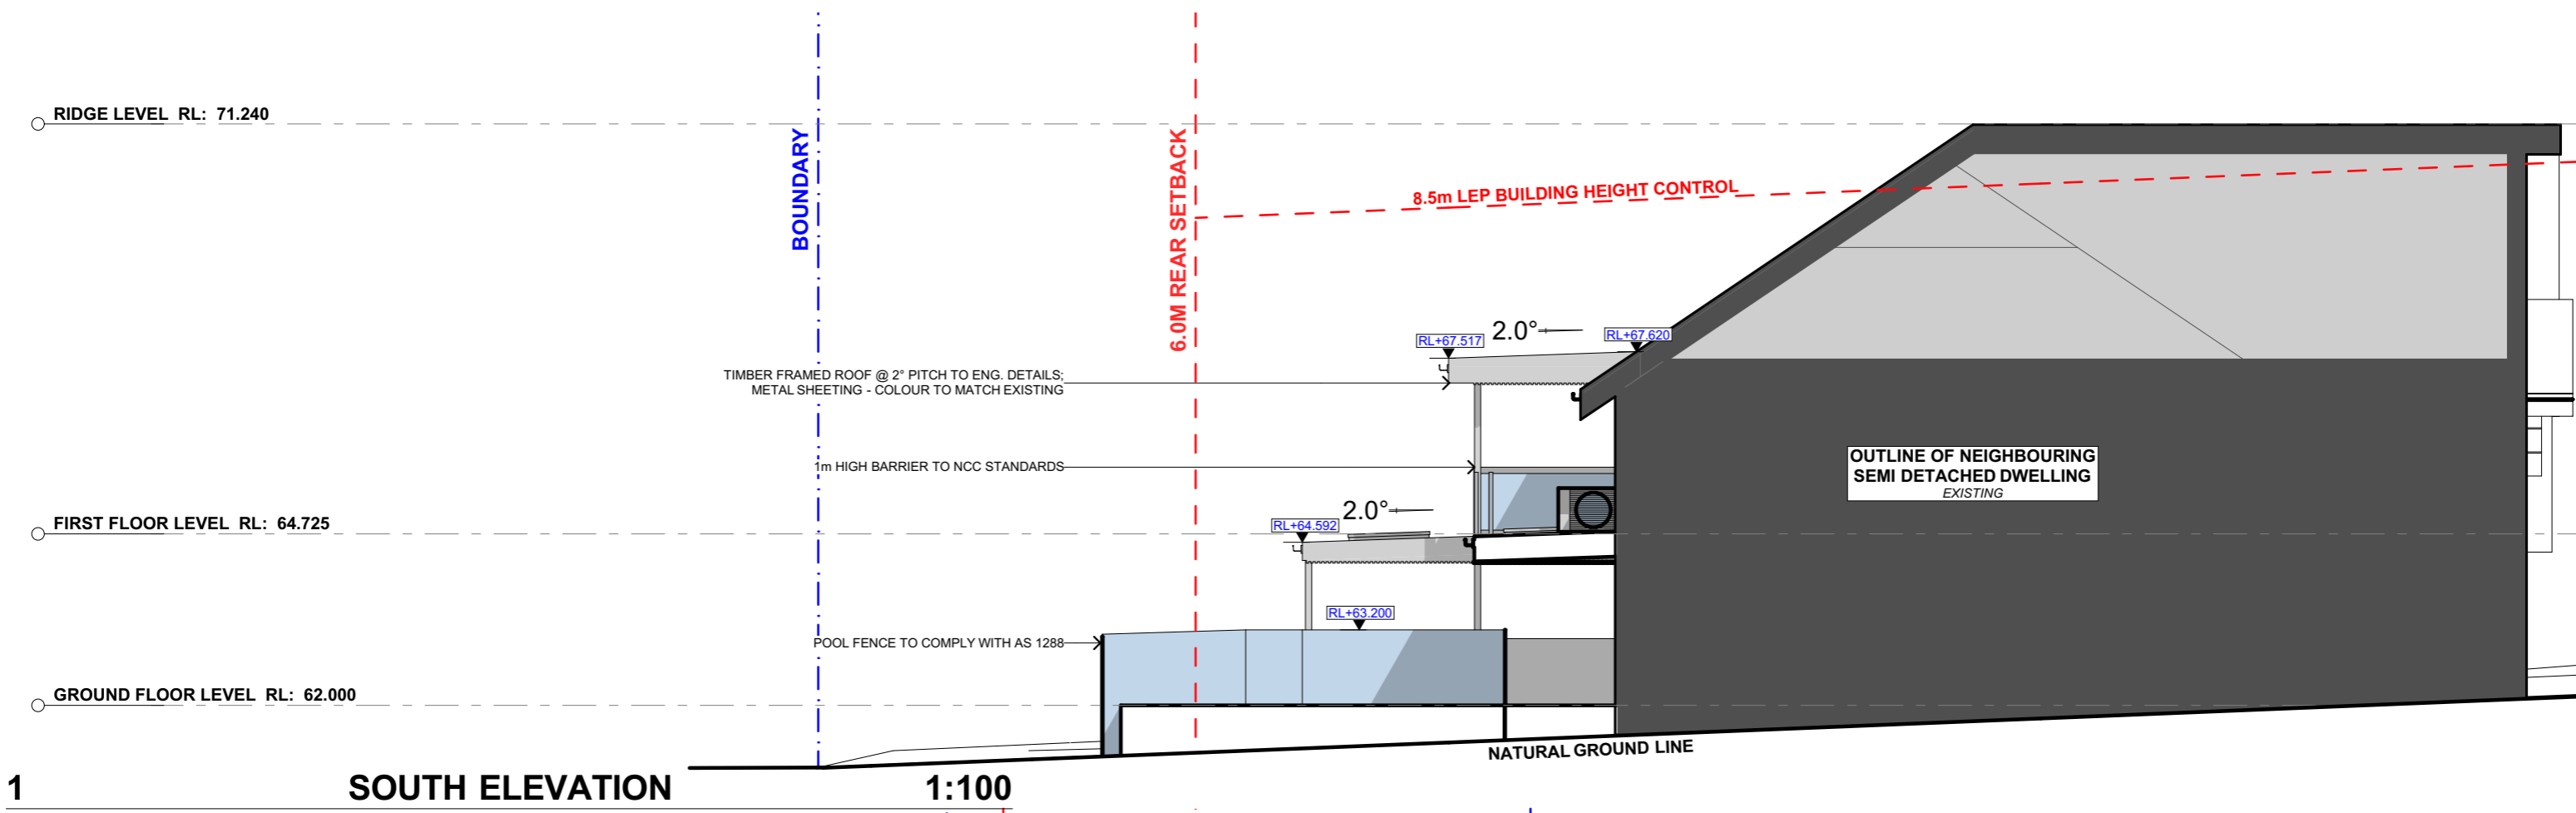 RIDGE LEVEL RL: 71.240
BOUNDARY
6.0M REAR SETBACK
8.5m LEP BUILDING HEIGHT CONTROL
RL+67.517
2.0°
RL+67.620
TIMBER FRAMED ROOF @ 2° PITCH TO ENG. DETAILS;
METAL SHEETING - COLOUR TO MATCH EXISTING
1m HIGH BARRIER TO NCC STANDARDS
OUTLINE OF NEIGHBOURING
SEMI DETACHED DWELLING
EXISTING
FIRST FLOOR LEVEL RL: 64.725
RL+64.592
2.0°
RL+63.200
POOL FENCE TO COMPLY WITH AS 1288
GROUND FLOOR LEVEL RL: 62.000
NATURAL GROUND LINE
1 SOUTH ELEVATION 1:100